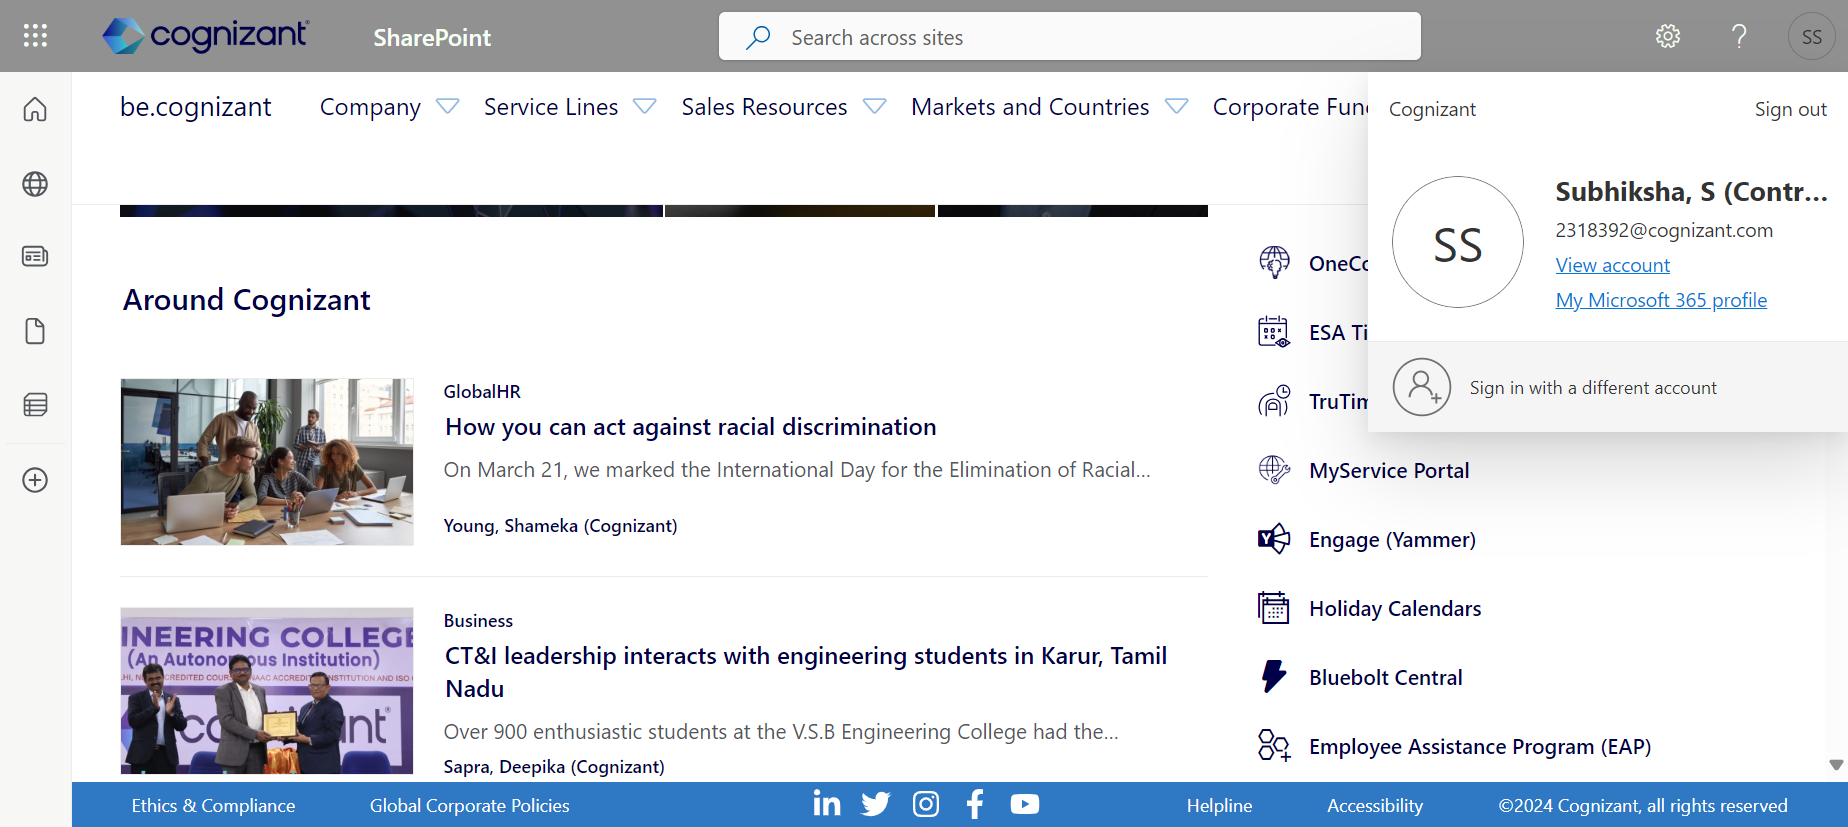 cognizant
SharePoint
Search across sites
SS
be.cognizant
Company
Service Lines
Sales Resources
Markets and Countries
Corporate Func
Cognizant
Sign out
SS
Subhiksha, S (Contr...
2318392@cognizant.com
View account
My Microsoft 365 profile
Sign in with a different account
Around Cognizant
GlobalHR
How you can act against racial discrimination
On March 21, we marked the International Day for the Elimination of Racial...
Young, Shameka (Cognizant)
INEERING COLLEGE
(An Autonomous Institution)
cognizant
Business
CT&I leadership interacts with engineering students in Karur, Tamil
Nadu
Over 900 enthusiastic students at the V.S.B Engineering College had the...
Sapra, Deepika (Cognizant)
OneCo
ESA Ti
TruTim
MyService Portal
Engage (Yammer)
Holiday Calendars
Bluebolt Central
Employee Assistance Program (EAP)
Ethics & Compliance
Global Corporate Policies
Helpline
Accessibility
©2024 Cognizant, all rights reserved